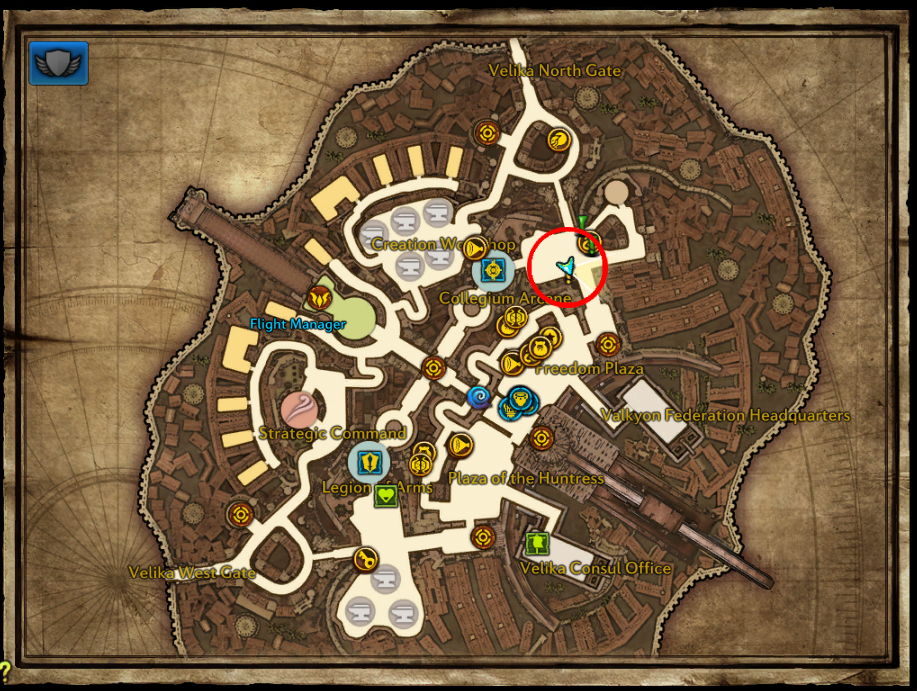 Velika North Gate
Creation Workshop
Collegium Arcane
Flight Manager
Freedom Plaza
Valkyon Federation Headquarters
Strategic Command
Plaza of the Huntress
Legion of Arms
Velika Consul Office
Velika West Gate
?